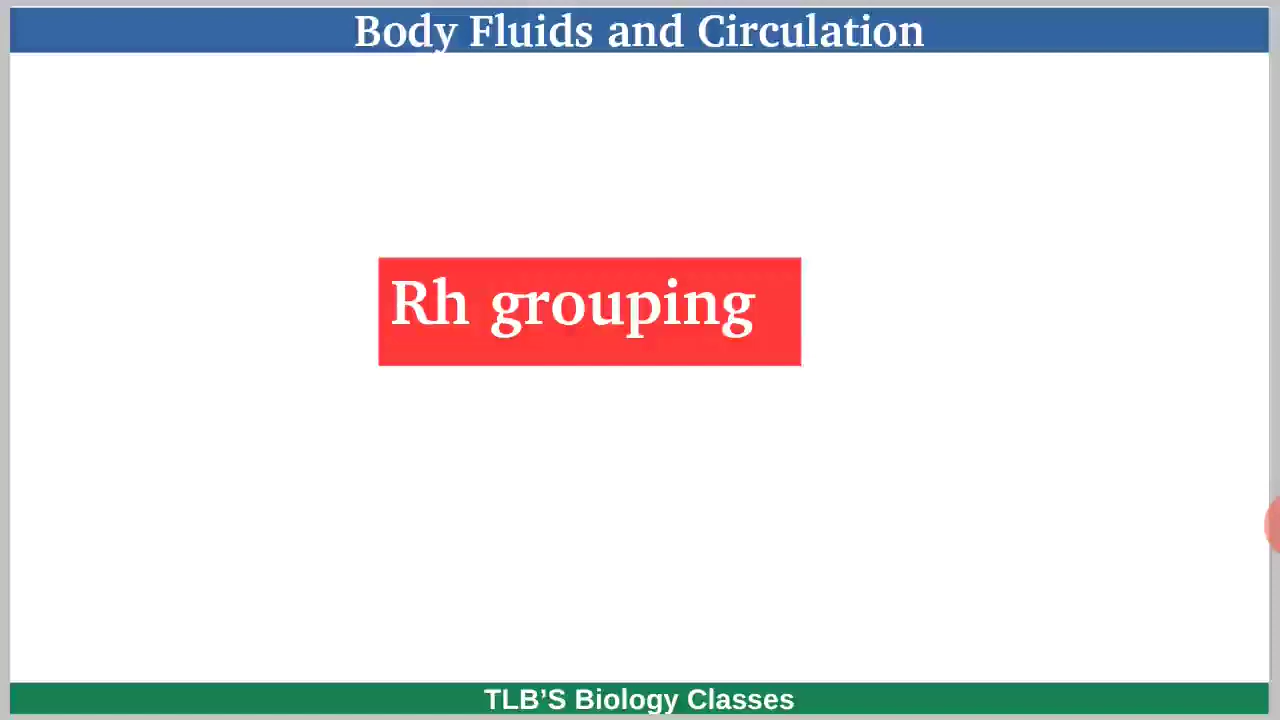 Body Fluids and Circulation
Rh grouping
TLB’S Biology Classes